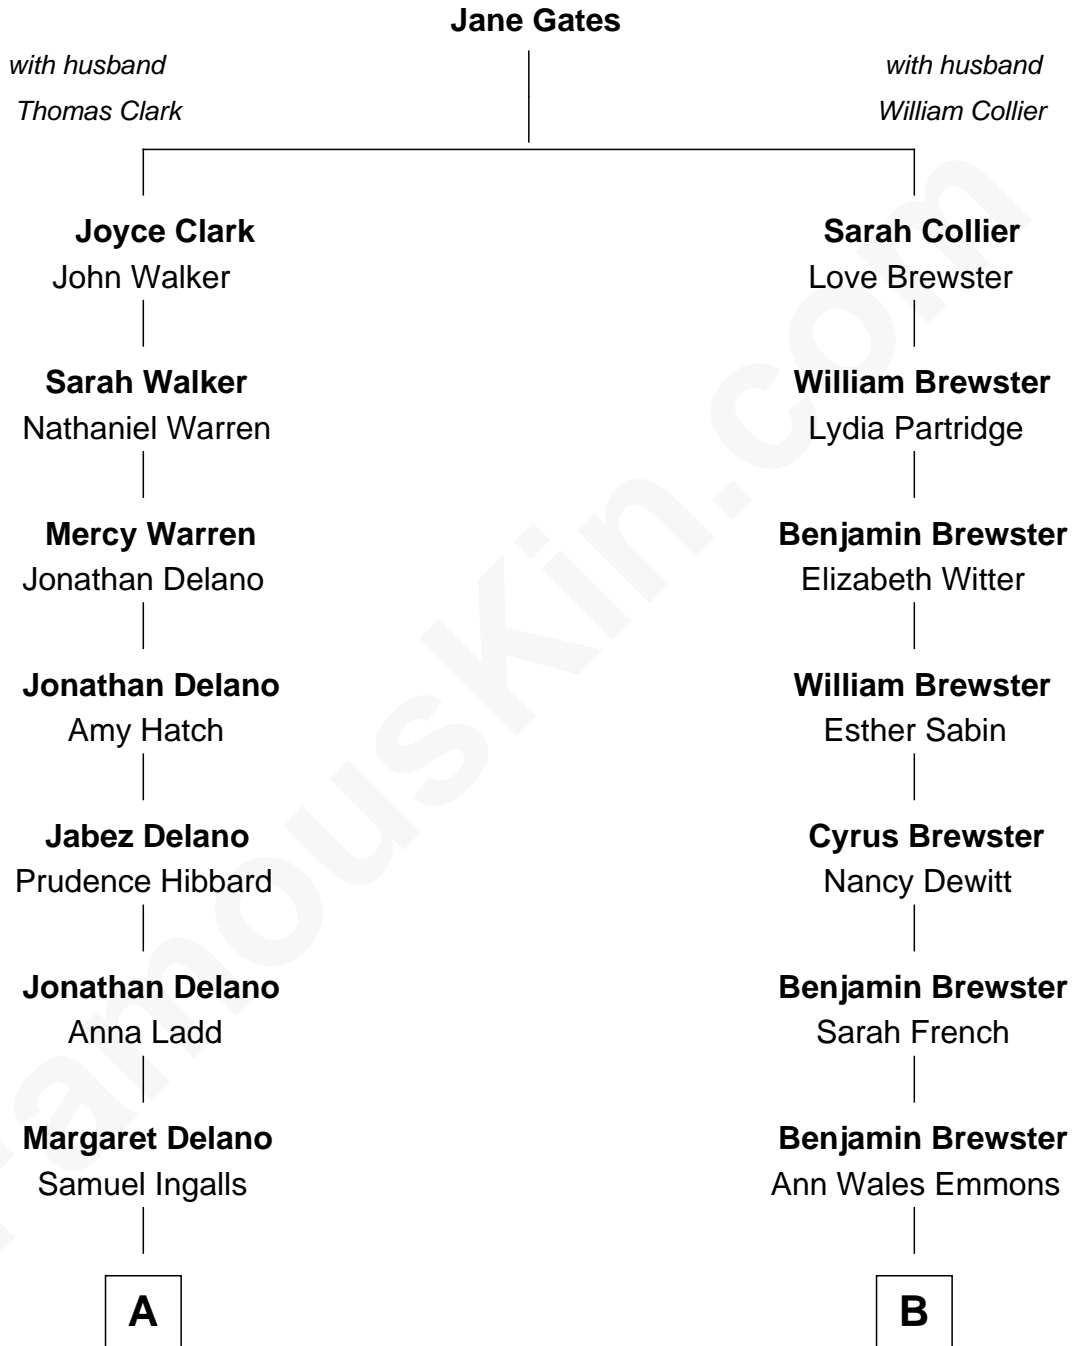 Jane Gates
with husband
Thomas Clark
with husband
William Collier
Joyce Clark
John Walker
Sarah Walker
Nathaniel Warren
Mercy Warren
Jonathan Delano
Jonathan Delano
Amy Hatch
Jabez Delano
Prudence Hibbard
Jonathan Delano
Anna Ladd
Margaret Delano
Samuel Ingalls
A
Sarah Collier
Love Brewster
William Brewster
Lydia Partridge
Benjamin Brewster
Elizabeth Witter
William Brewster
Esther Sabin
Cyrus Brewster
Nancy Dewitt
Benjamin Brewster
Sarah French
Benjamin Brewster
Ann Wales Emmons
B
FamousKin.com